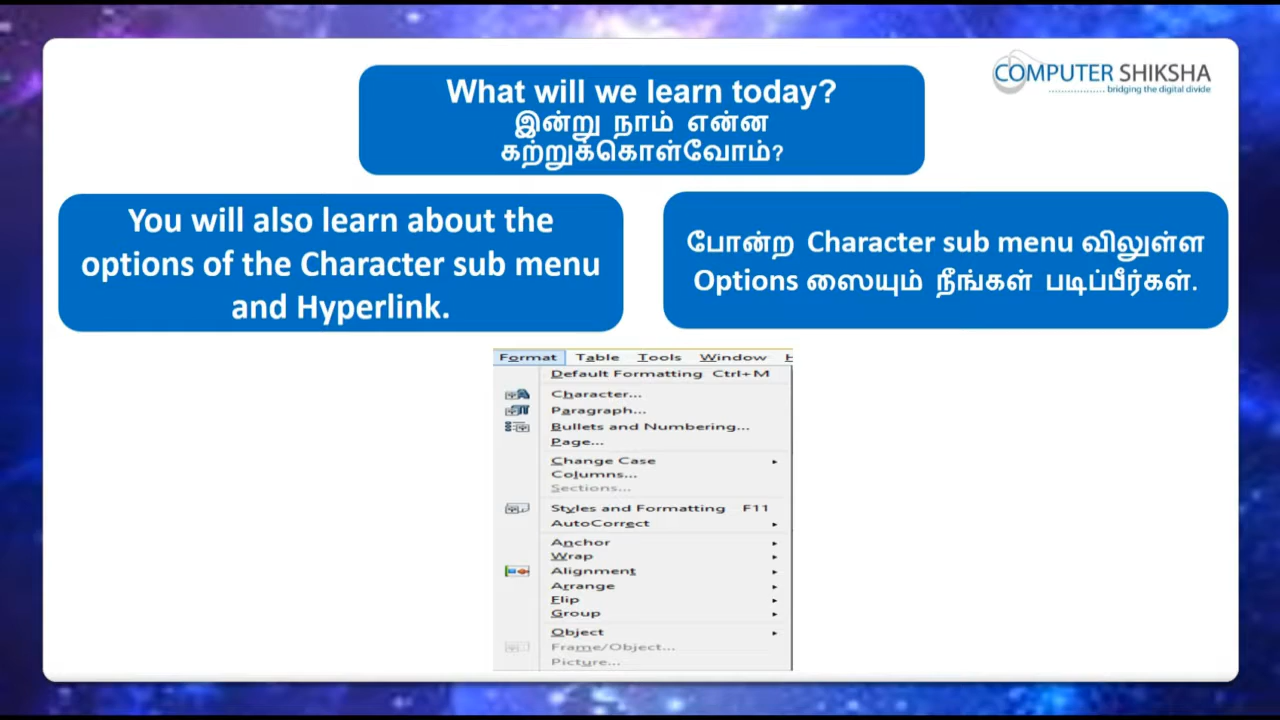 COMPUTER SHIKSHA
bridging the digital divide
What will we learn today?
இன்று நாம் என்ன
கற்றுக்கொள்வோம்?
You will also learn about the
options of the Character sub menu
and Hyperlink.
போன்ற Character sub menu விலுள்ள
Options ஸையும் நீங்கள் படிப்பீர்கள்.
Format Table Tools Window H
Default Formatting Ctrl+M
Character...
Paragraph...
Bullets and Numbering...
Page...
Change Case
Columns...
Sections...
Styles and Formatting F11
AutoCorrect
Anchor
Wrap
Alignment
Arrange
Flip
Group
Object
Frame/Object...
Picture...